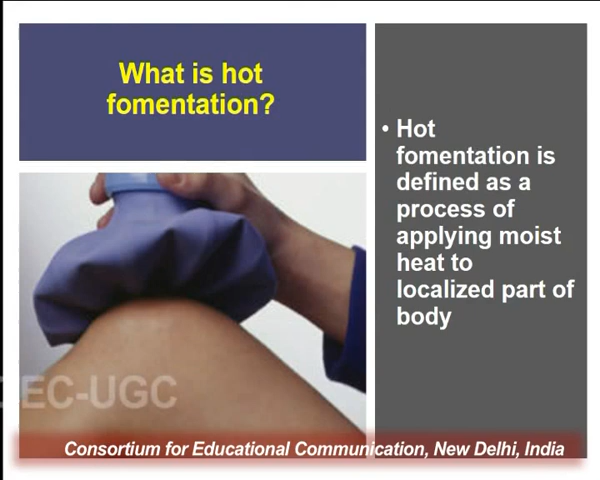 What is hot
fomentation?
• Hot
fomentation is
defined as a
process of
applying moist
heat to
localized part of
body
EC-UGC
Consortium for Educational Communication, New Delhi, India